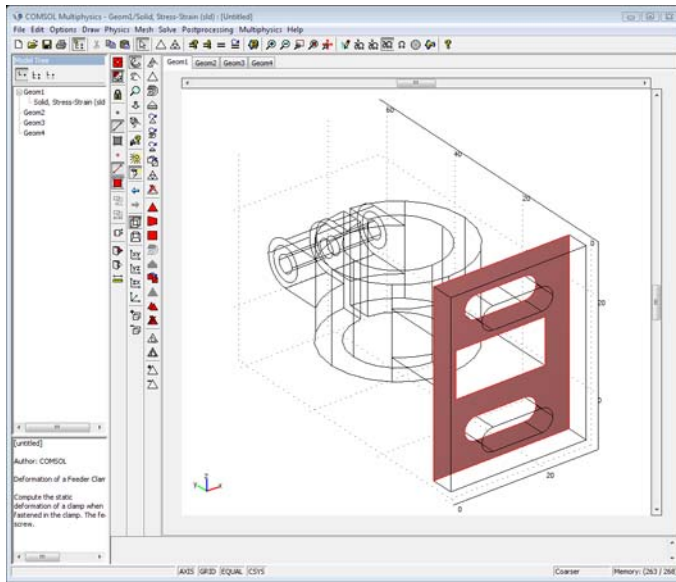 COMSOL Multiphysics - Geom1/Solid, Stress-Strain (sld) : [Untitled]
File Edit Options Draw Physics Mesh Solve Postprocessing Multiphysics Help
Model Tree
Geom1 Geom2 Geom3 Geom4
Geom1
Solid, Stress-Strain (sld
Geom2
Geom3
Geom4
60
40
20
0
20
0
20
0
z
y
x
[untitled]
Author: COMSOL
Deformation of a Feeder Clam
Compute the static
deformation of a clamp when
fastened in the clamp. The fe
screw.
AXIS GRID EQUAL CSYS
Coarser
Memory: (263 / 268